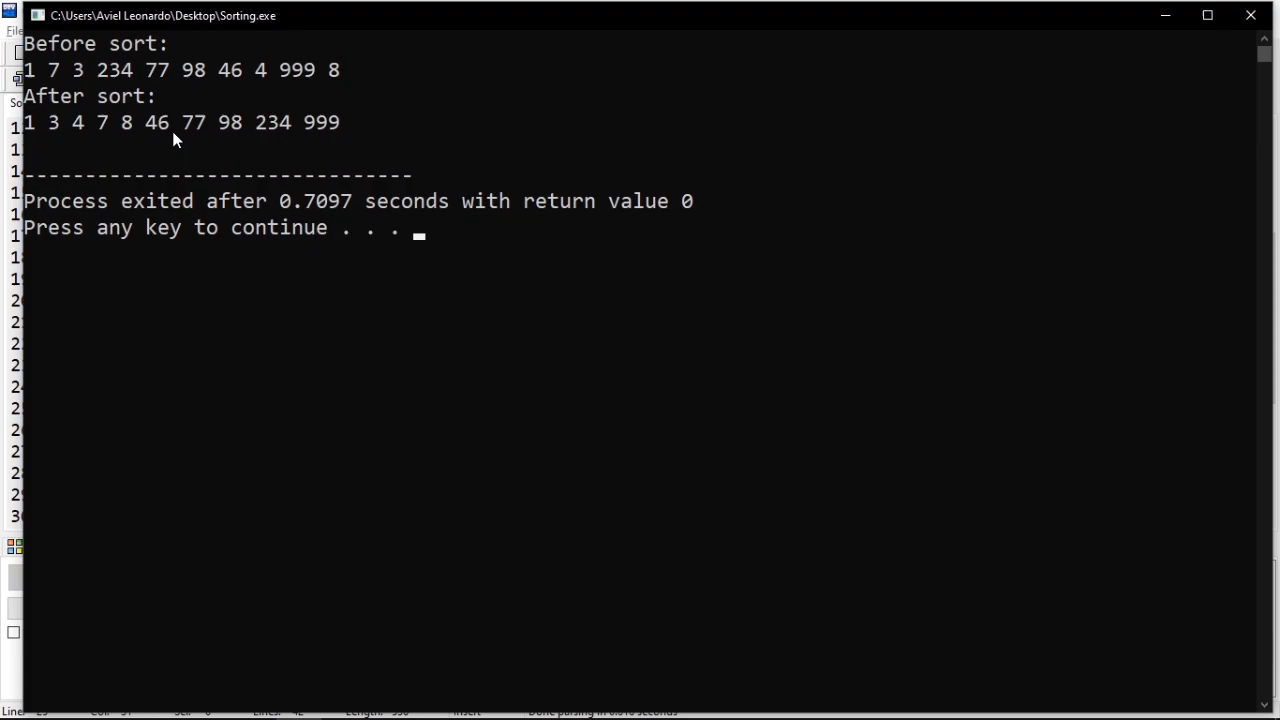 C:\Users\Aviel Leonardo\Desktop\Sorting.exe
File
Before sort:
1 7 3 234 77 98 46 4 999 8
After sort:
1 3 4 7 8 46 77 98 234 999
--------------------------------
Process exited after 0.7097 seconds with return value 0
Press any key to continue . . .